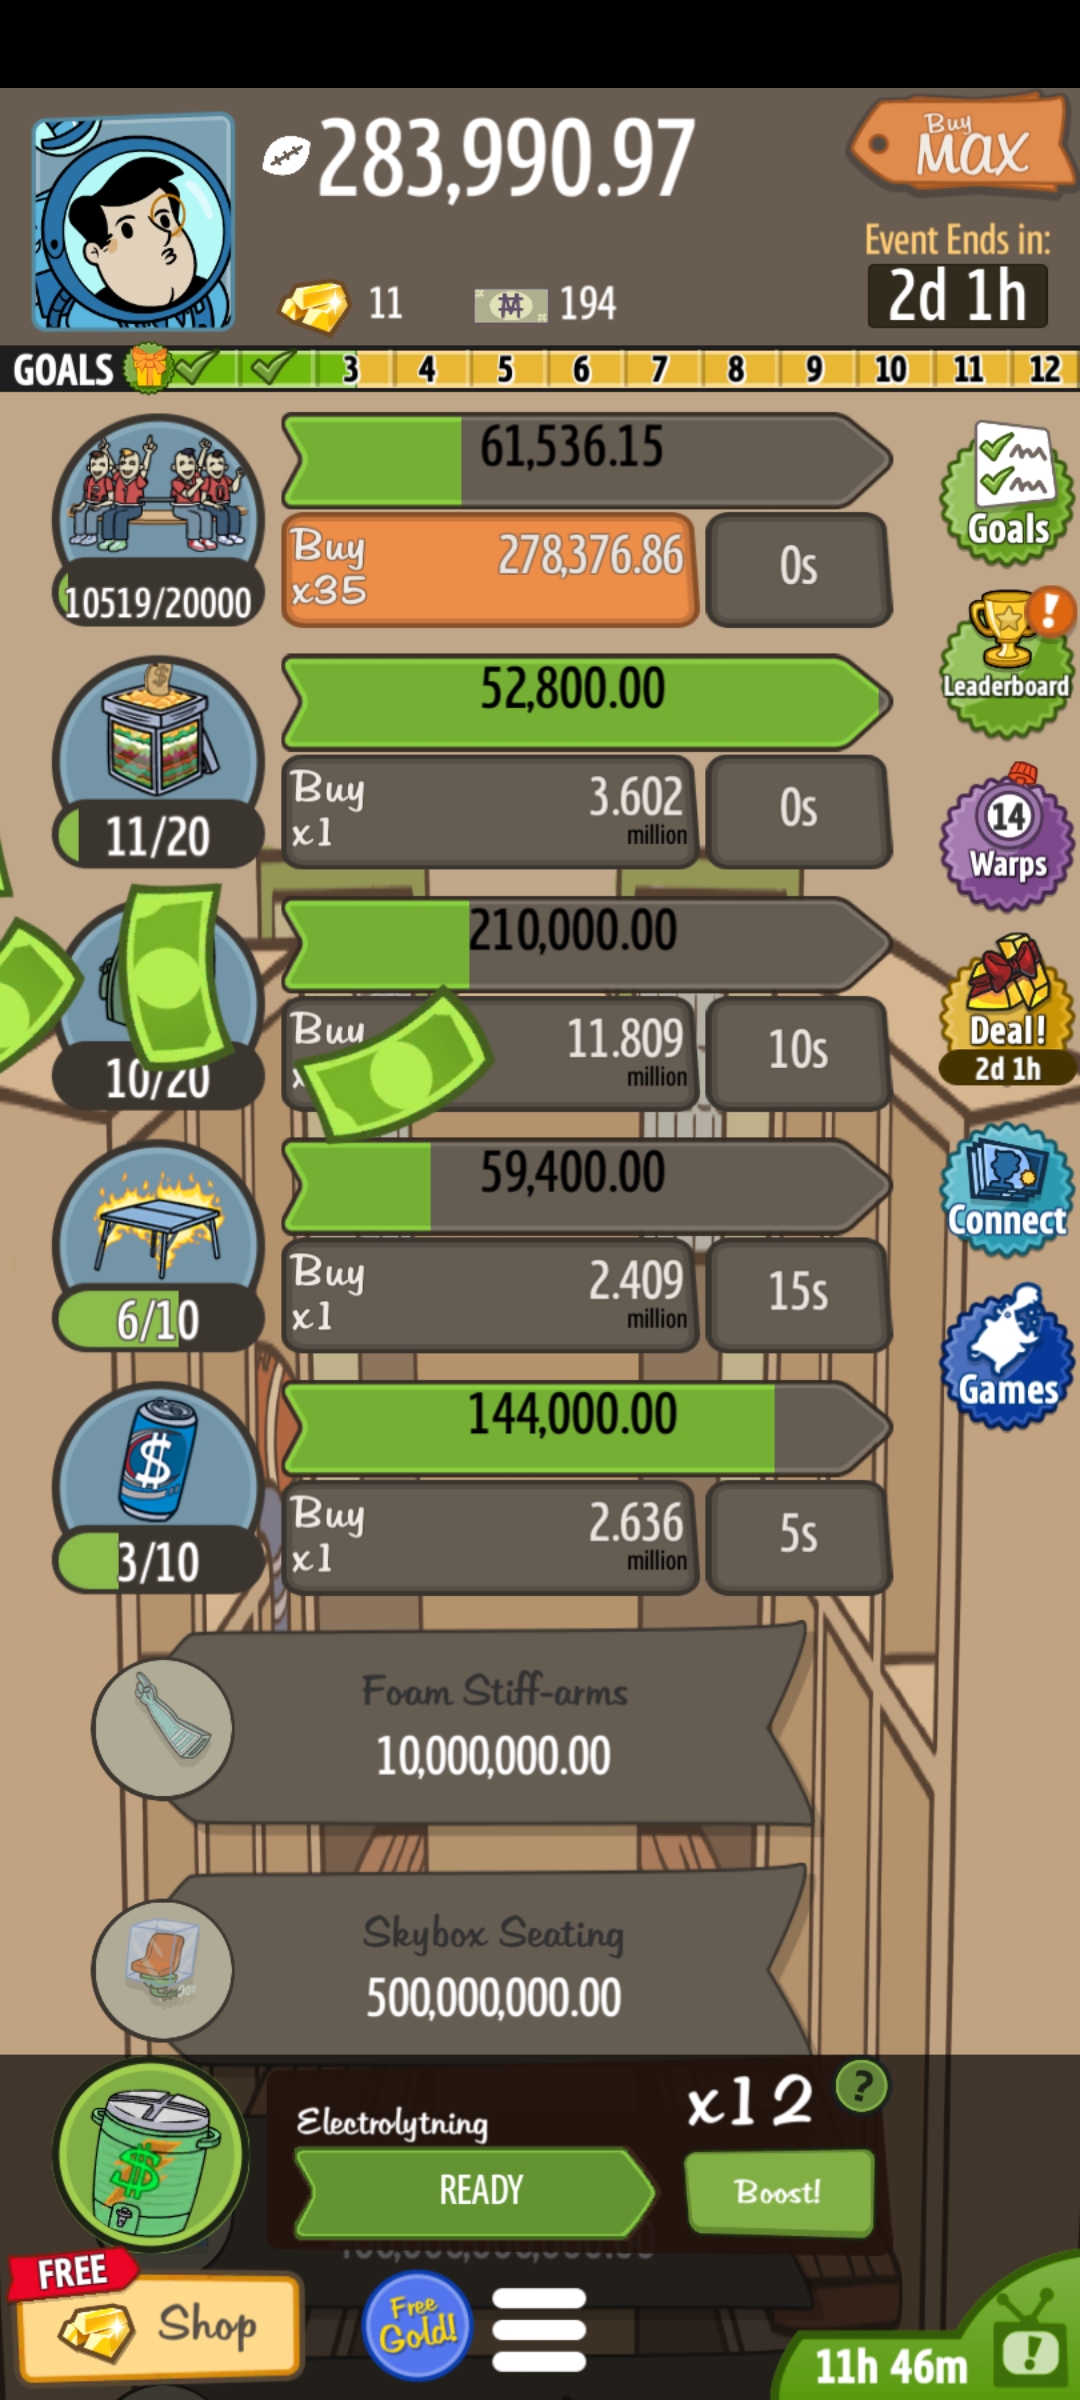 283,990.97
Buy
MAX
Event Ends in:
2d 1h
11
194
GOALS
3 4 5 6 7 8 9 10 11 12
61,536.15
Buy
x35
278,376.86
0s
10519/20000
Goals
Leaderboard
52,800.00
Buy
x1
3.602
million
0s
11/20
14
Warps
210,000.00
Buy
11.809
million
10s
10/20
Deal!
2d 1h
59,400.00
Buy
x1
2.409
million
15s
6/10
Connect
144,000.00
Buy
x1
2.636
million
5s
3/10
Games
Foam Stiff-arms
10,000,000.00
Skybox Seating
500,000,000.00
Electrolytning
x12
?
READY
Boost!
FREE
Shop
Free
Gold!
11h 46m